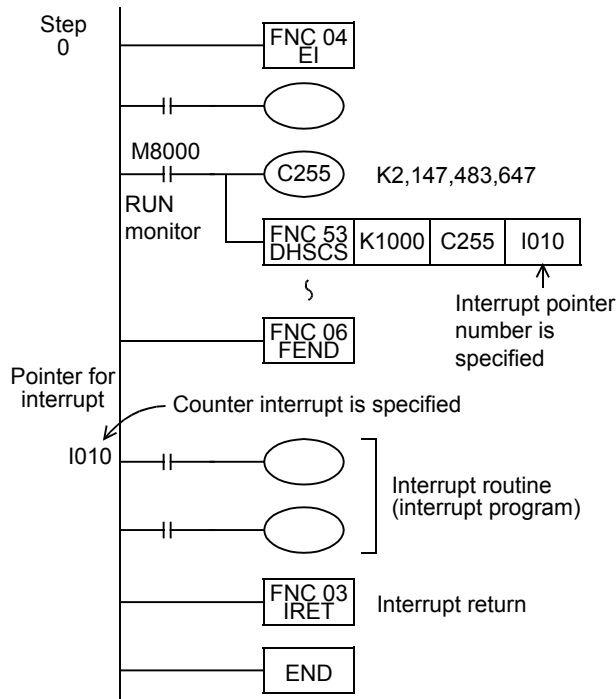 Step
0
FNC 04
EI
M8000
C255
K2,147,483,647
RUN
monitor
FNC 53
DHSCS
K1000
C255
I010
Interrupt pointer
number is
specified
FNC 06
FEND
Pointer for
interrupt
Counter interrupt is specified
I010
Interrupt routine
(interrupt program)
FNC 03
IRET
Interrupt return
END